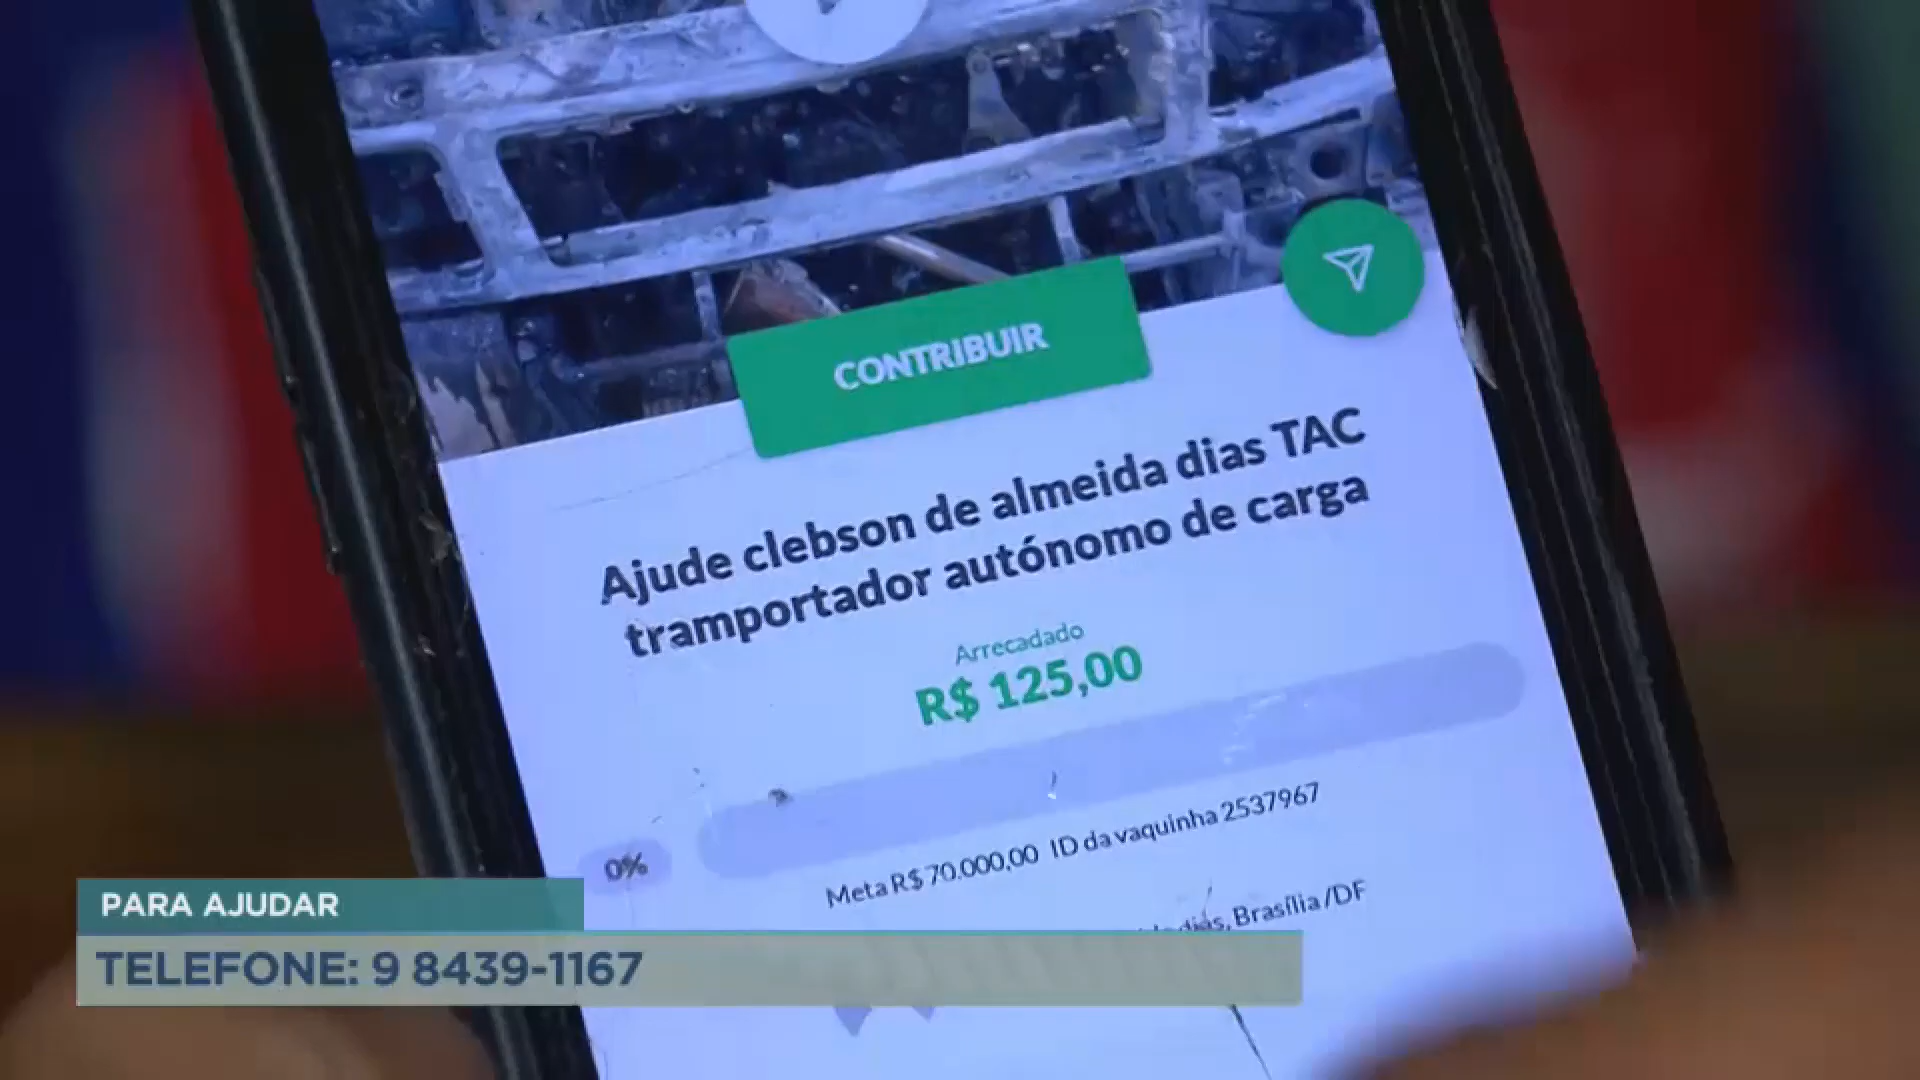 CONTRIBUIR
Ajude clebson de almeida dias TAC
tramportador autónomo de carga
Arrecadado
R$ 125,00
0%
Meta R$ 70.000,00 ID da vaquinha 2537967
Brasília/DF
PARA AJUDAR
TELEFONE: 9 8439-1167